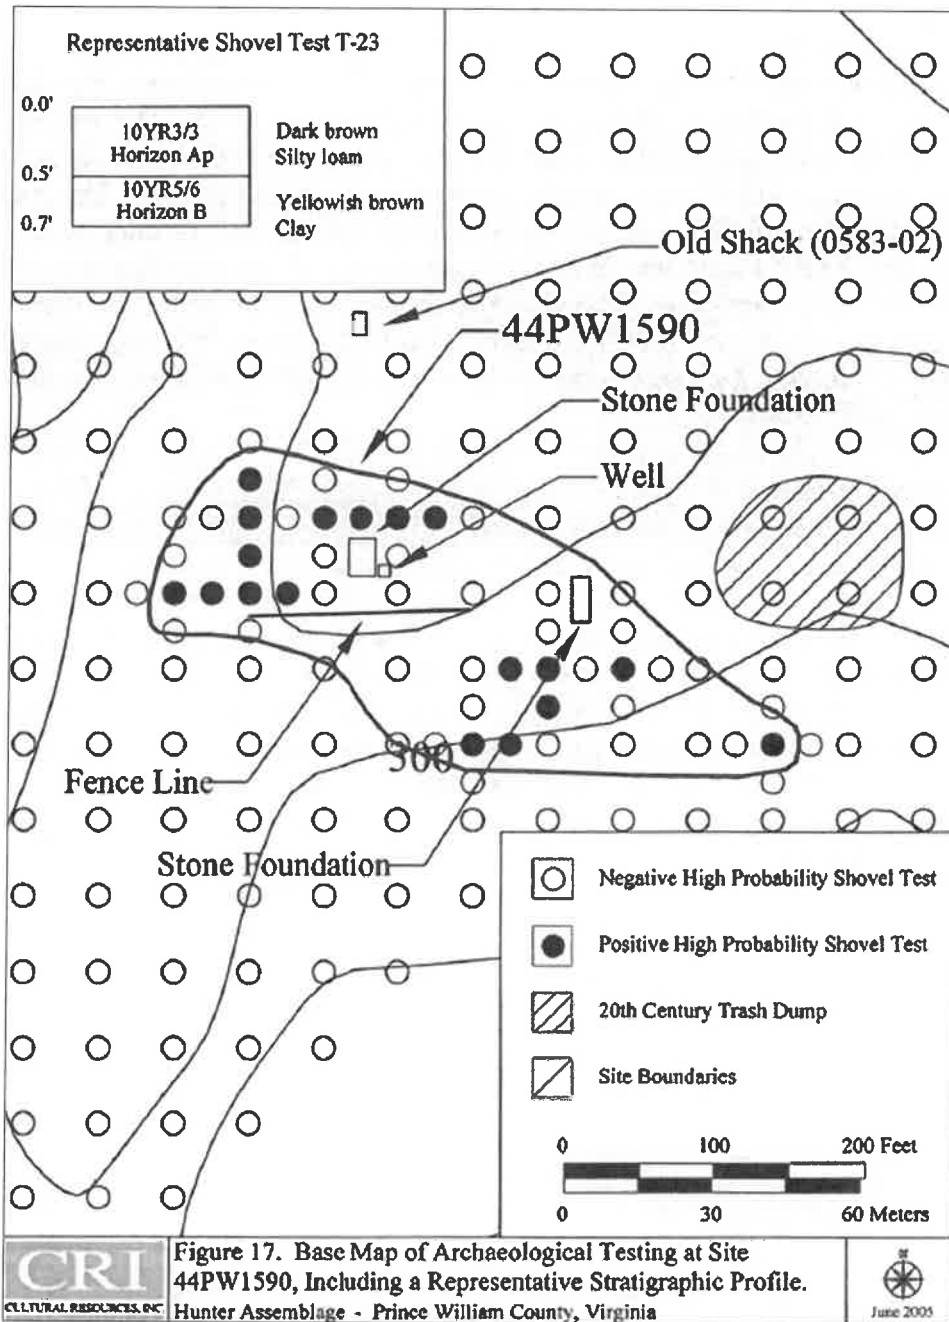 Representative Shovel Test T-23
0.0'
10YR3/3
Horizon Ap
Dark brown
Silty loam
0.5'
10YR5/6
Horizon B
Yellowish brown
Clay
0.7'
Old Shack (0583-02)
44PW1590
Stone Foundation
Well
300
Fence Line
Stone Foundation
Negative High Probability Shovel Test
Positive High Probability Shovel Test
20th Century Trash Dump
Site Boundaries
0 100 200 Feet
0 30 60 Meters
CRI
CULTURAL RESOURCES, INC.
Figure 17. Base Map of Archaeological Testing at Site
44PW1590, Including a Representative Stratigraphic Profile.
Hunter Assemblage - Prince William County, Virginia
June 2005